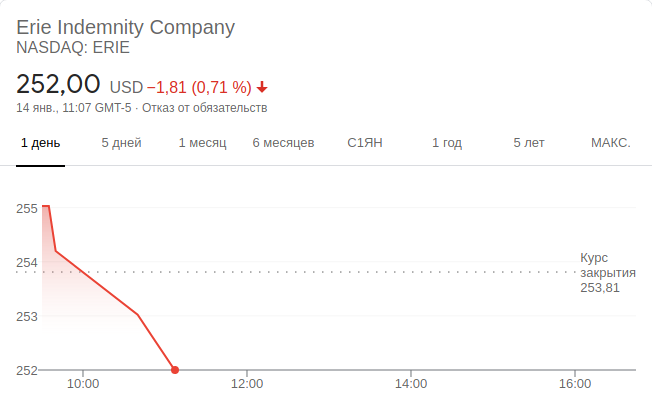 Erie Indemnity Company
NASDAQ: ERIE
252,00 USD −1,81 (0,71 %)
14 янв., 11:07 GMT-5 · Отказ от обязательств
1 день 5 дней 1 месяц 6 месяцев С1ЯН 1 год 5 лет МАКС.
255
254
253
252
Курс
закрытия
253,81
10:00 12:00 14:00 16:00